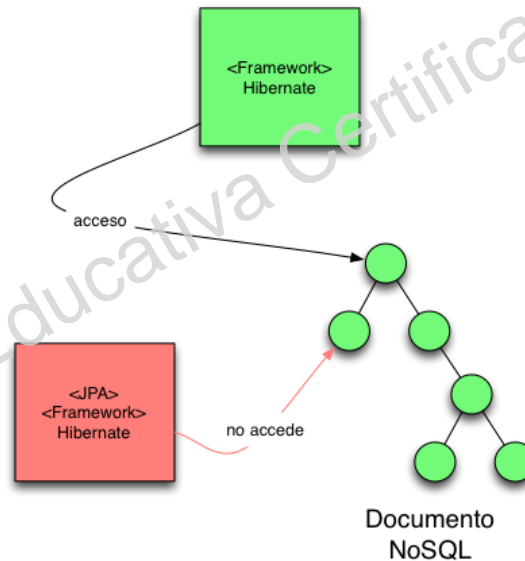 <Framework>
Hibernate
acceso
<JPA>
<Framework>
Hibernate
no accede
Documento
NoSQL